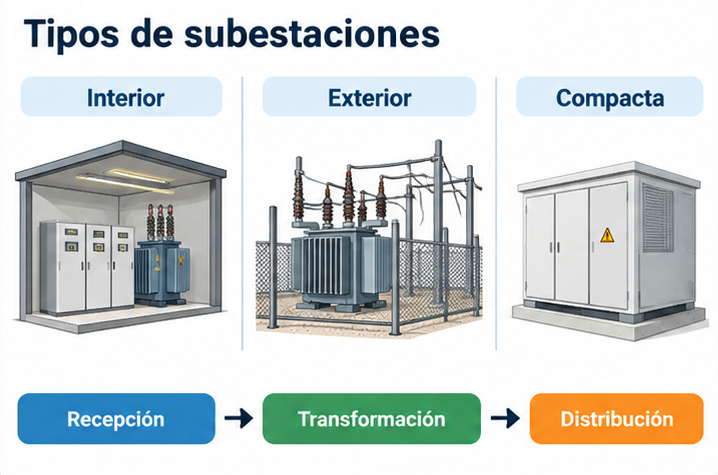 Tipos de subestaciones
Interior
Exterior
Compacta
Recepción
Transformación
Distribución